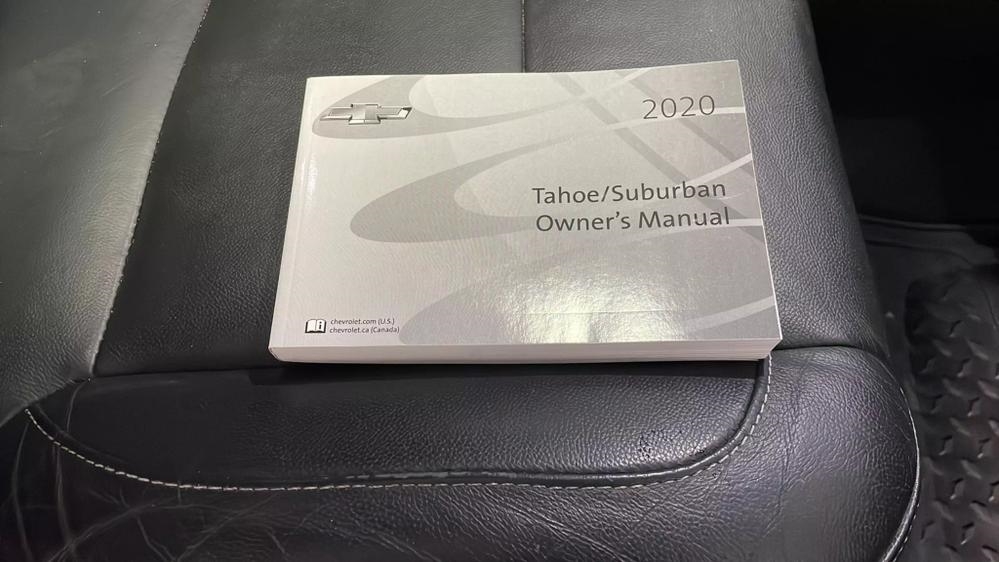 2020
Tahoe/Suburban
Owner's Manual
chevrolet.com (U.S.)
chevrolet.ca (Canada)